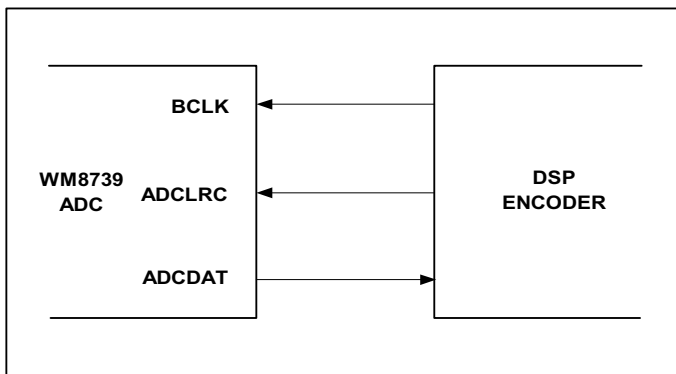 BCLK
WM8739
ADC
ADCLRC
DSP
ENCODER
ADCDAT